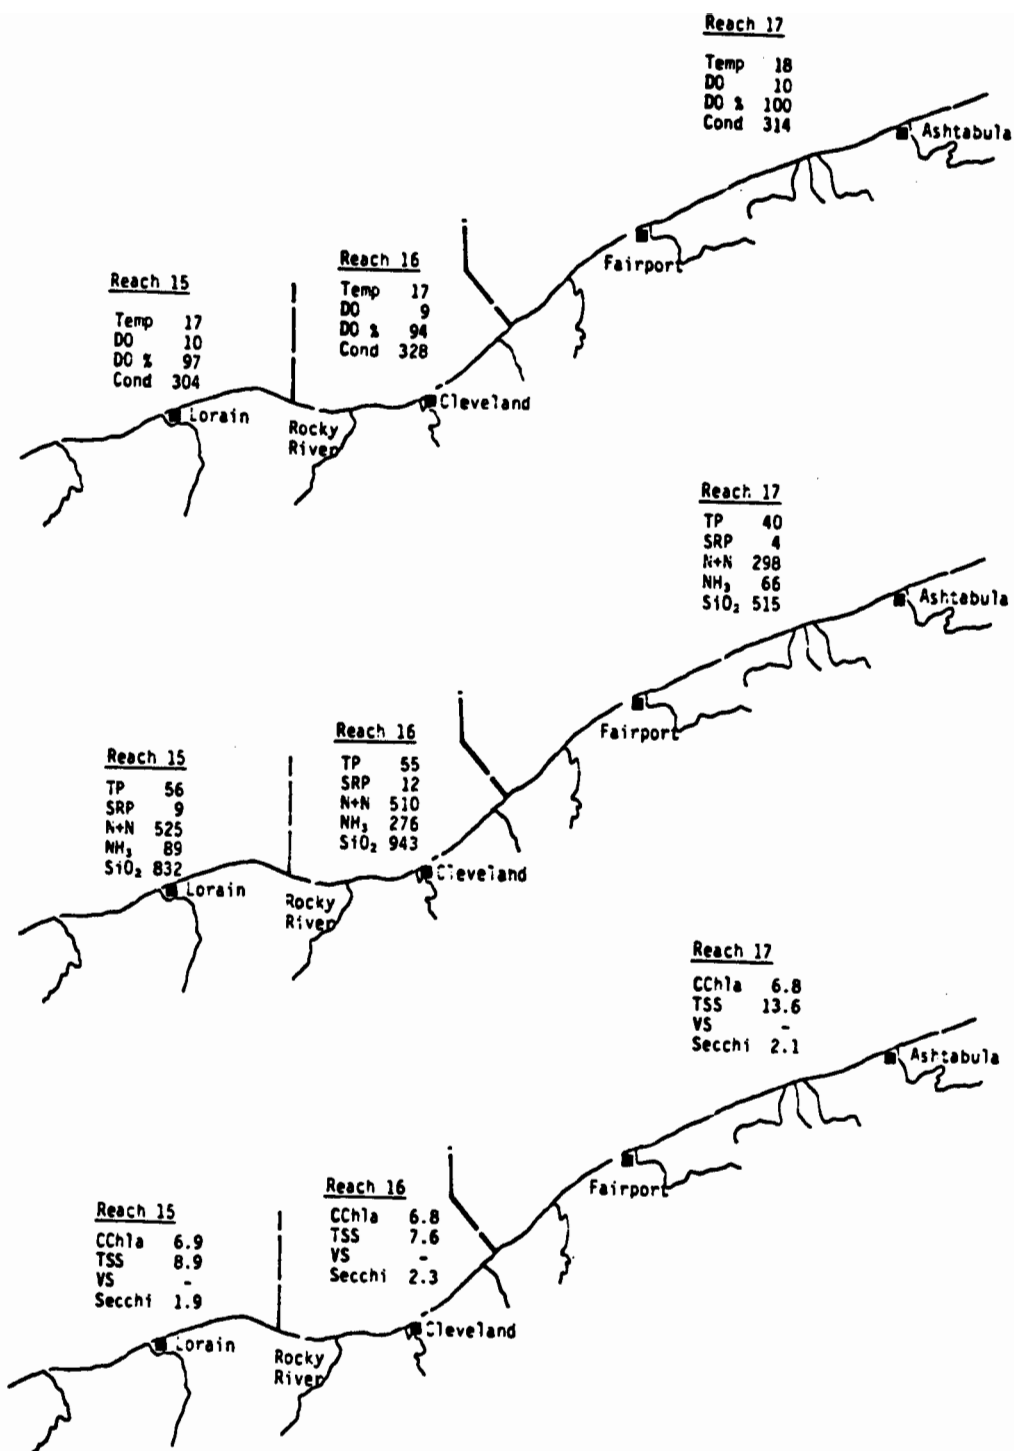 Reach 17
Temp 18
DO 10
DO % 100
Cond 314
Ashtabula
Fairport
Reach 16
Temp 17
DO 9
DO % 94
Cond 328
Reach 15
Temp 17
DO 10
DO % 97
Cond 304
Lorain
Rocky
River
Cleveland
Reach 17
TP 40
SRP 4
N+N 298
NH₃ 66
SiO₂ 515
Ashtabula
Fairport
Reach 16
TP 55
SRP 12
N+N 510
NH₃ 276
SiO₂ 943
Reach 15
TP 56
SRP 9
N+N 525
NH₃ 89
SiO₂ 832
Lorain
Rocky
River
Cleveland
Reach 17
CChla 6.8
TSS 13.6
VS -
Secchi 2.1
Ashtabula
Fairport
Reach 16
CChla 6.8
TSS 7.6
VS -
Secchi 2.3
Reach 15
CChla 6.9
TSS 8.9
VS -
Secchi 1.9
Lorain
Rocky
River
Cleveland